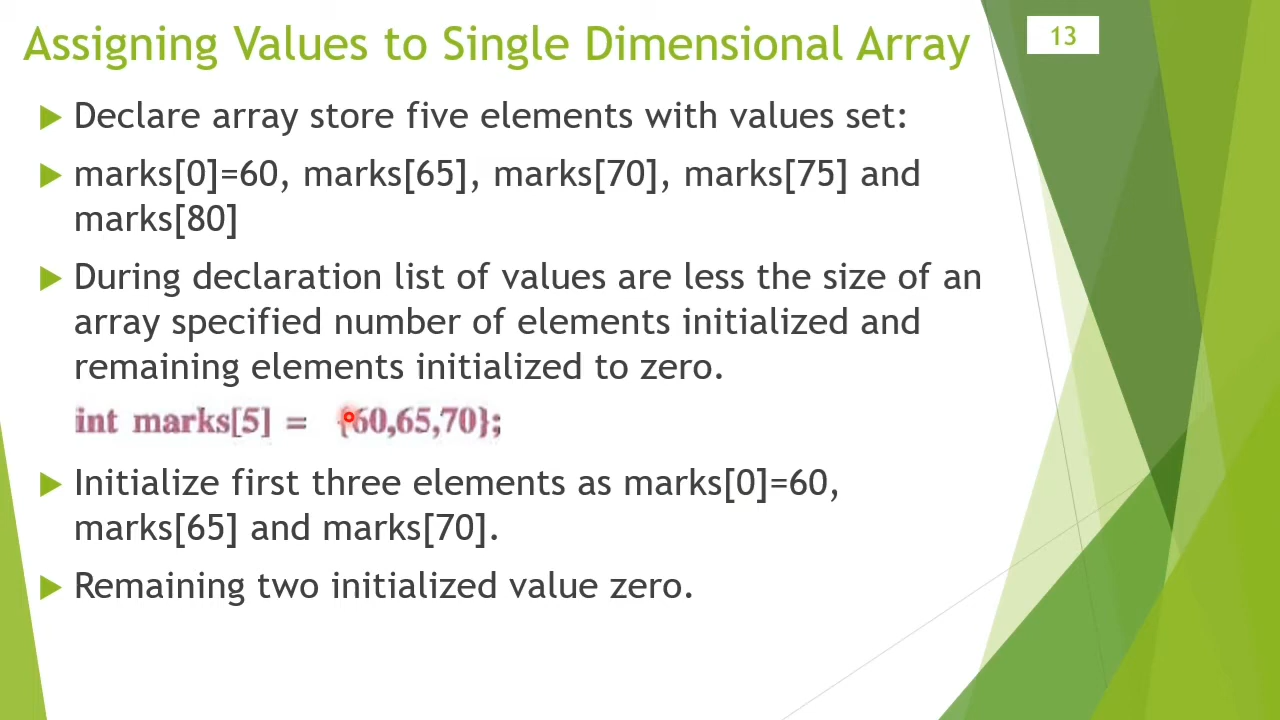 Assigning Values to Single Dimensional Array
13
Declare array store five elements with values set:
marks[0]=60, marks[65], marks[70], marks[75] and
marks[80]
During declaration list of values are less the size of an
array specified number of elements initialized and
remaining elements initialized to zero.
int marks[5] = {60,65,70};
Initialize first three elements as marks[0]=60,
marks[65] and marks[70].
Remaining two initialized value zero.